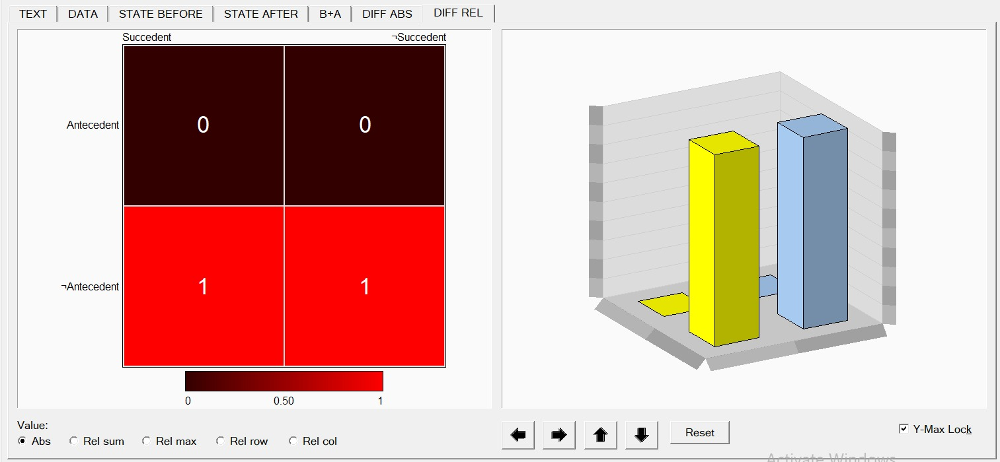 TEXT DATA STATE BEFORE STATE AFTER B+A DIFF ABS DIFF REL
Succedent ¬Succedent
Antecedent 0 0
¬Antecedent 1 1
0 0.50 1
Value:
Abs Rel sum Rel max Rel row Rel col
Reset
Y-Max Lock
Activate Windows